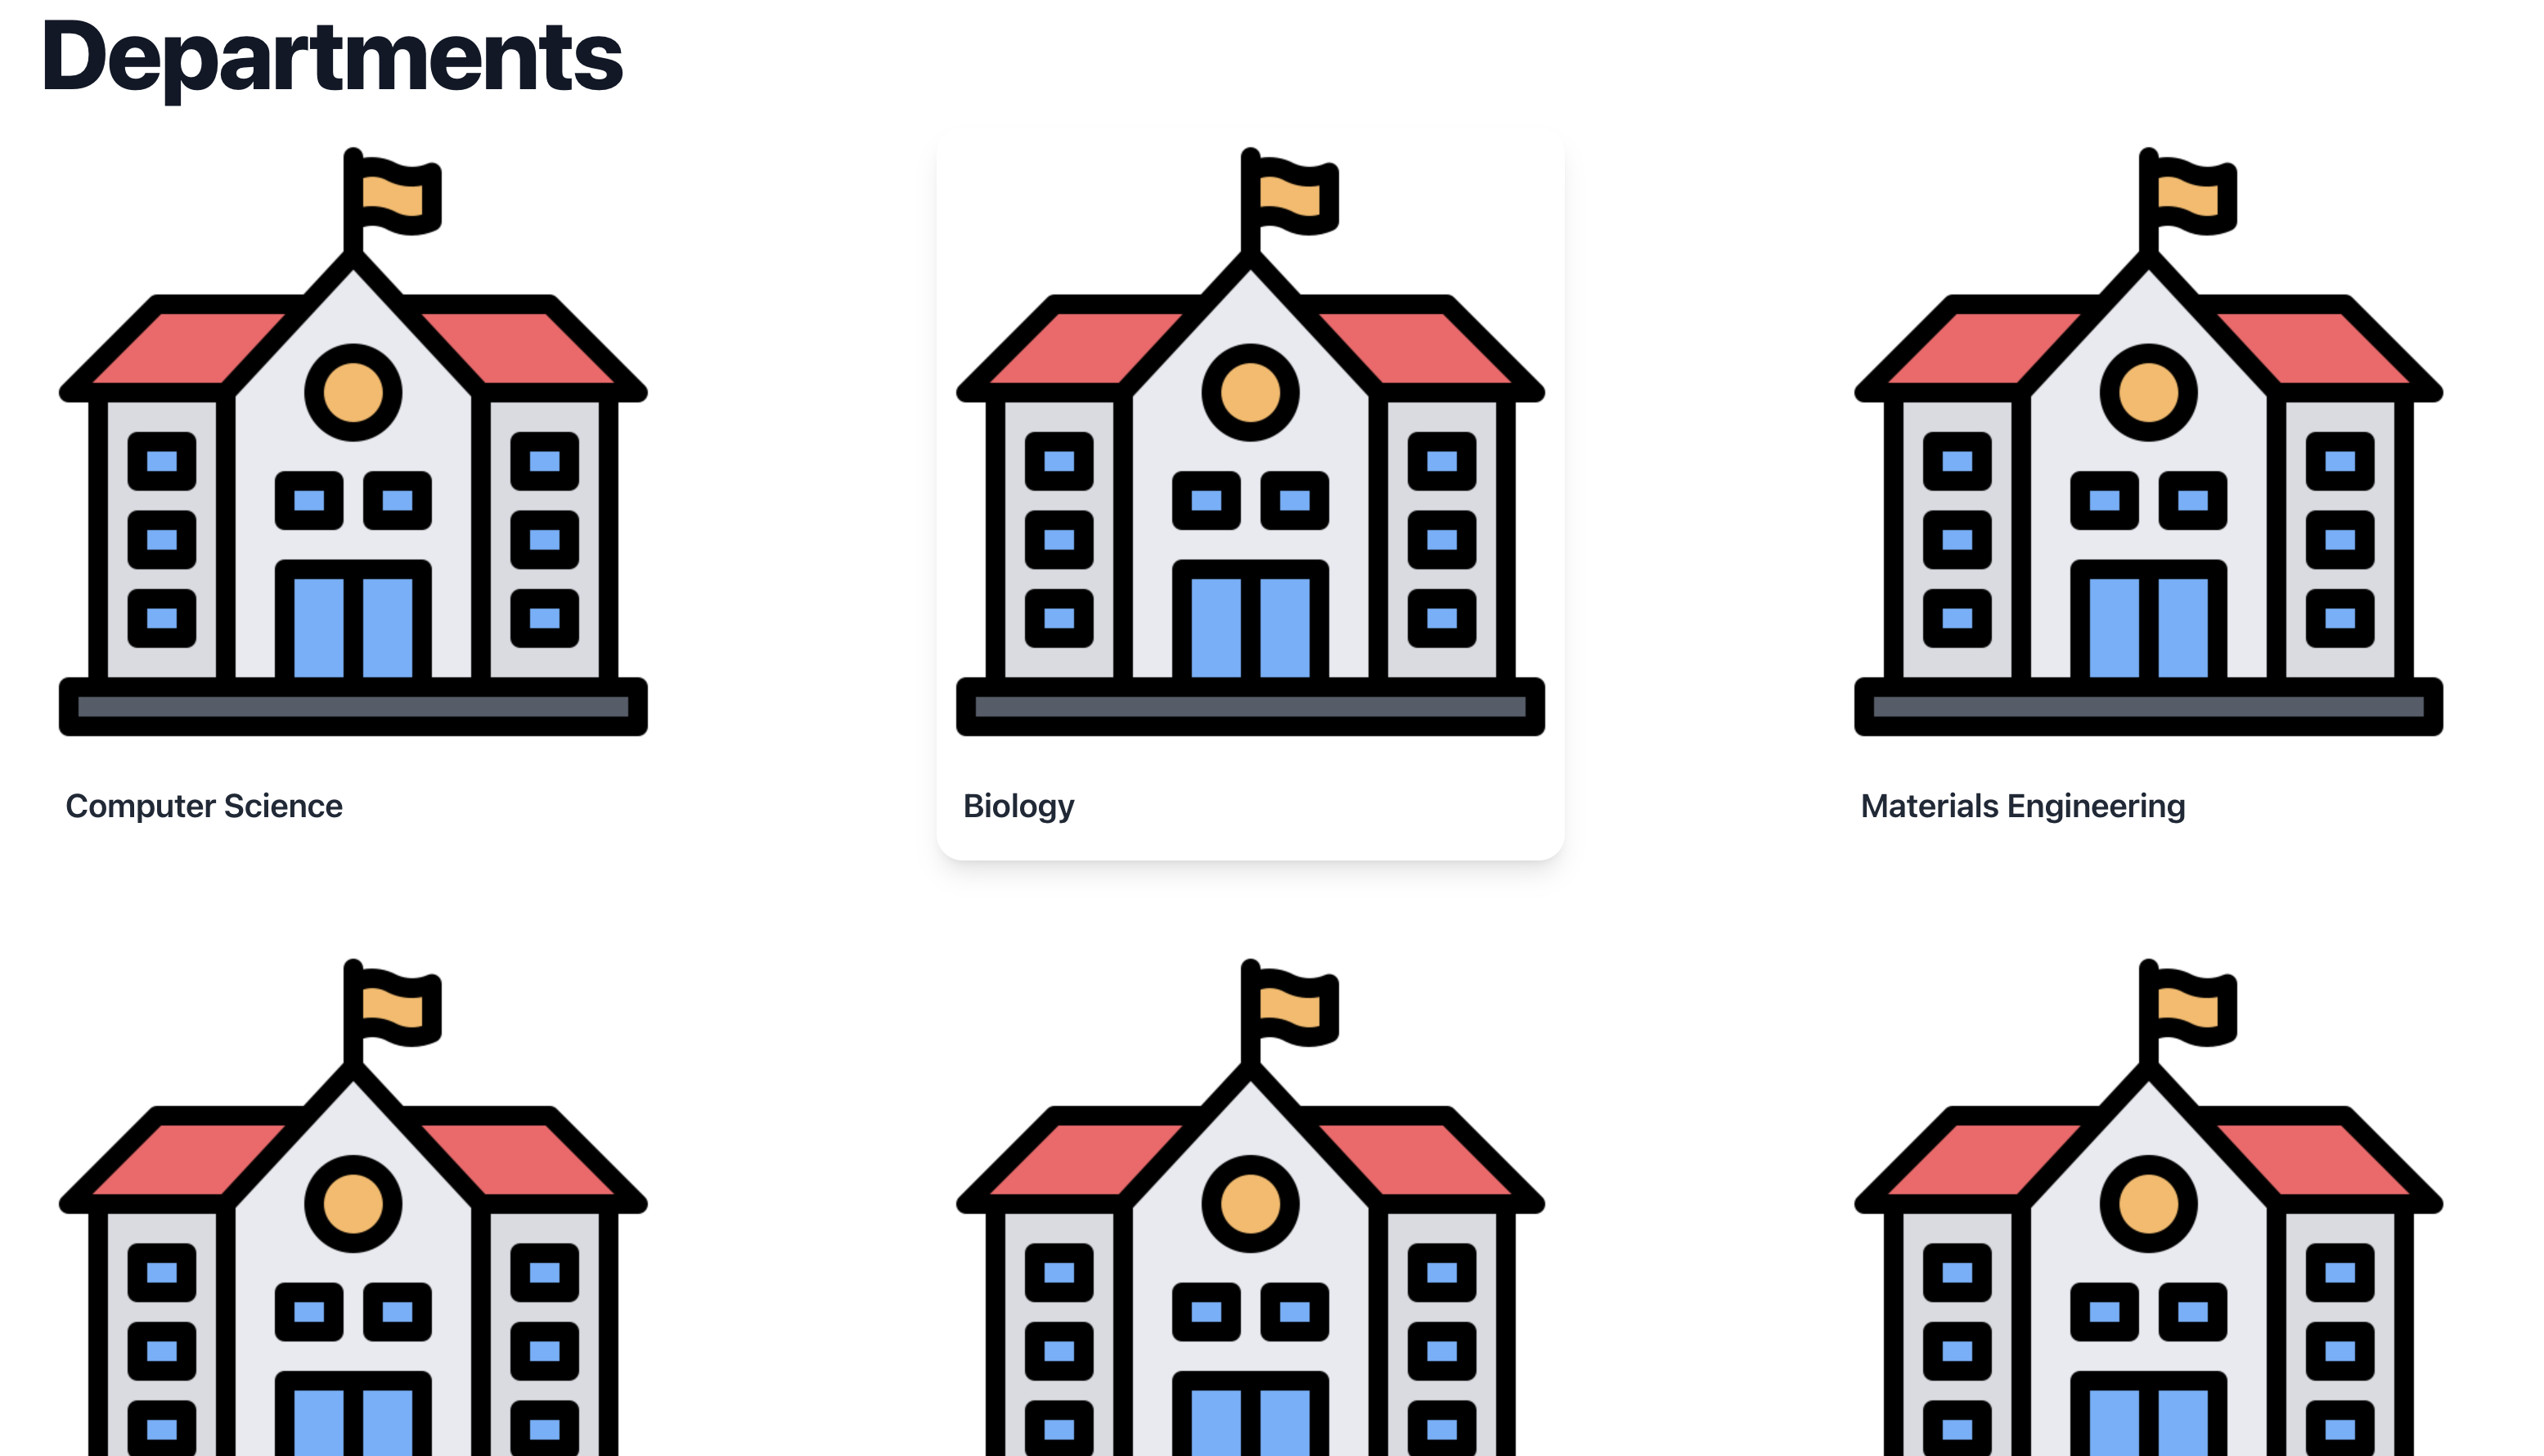 Departments
Computer Science
Biology
Materials Engineering